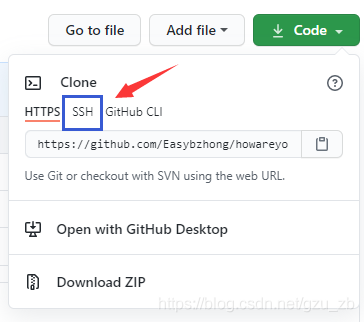 Go to file Add file Code
Clone
HTTPS SSH GitHub CLI
https://github.com/Easybzhong/howareyo
Use Git or checkout with SVN using the web URL.
Open with GitHub Desktop
Download ZIP
https://blog.csdn.net/gzu_zb